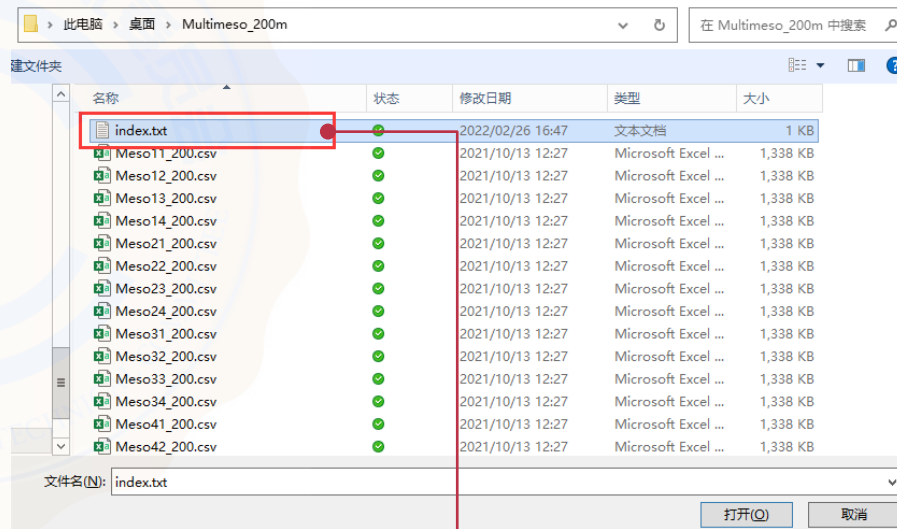 此电脑 › 桌面 › Multimeso_200m 在 Multimeso_200m 中搜索
建文件夹
名称 状态 修改日期 类型 大小
index.txt 2022/02/26 16:47 文本文档 1 KB
Meso11_200.csv 2021/10/13 12:27 Microsoft Excel ... 1,338 KB
Meso12_200.csv 2021/10/13 12:27 Microsoft Excel ... 1,338 KB
Meso13_200.csv 2021/10/13 12:27 Microsoft Excel ... 1,338 KB
Meso14_200.csv 2021/10/13 12:27 Microsoft Excel ... 1,338 KB
Meso21_200.csv 2021/10/13 12:27 Microsoft Excel ... 1,338 KB
Meso22_200.csv 2021/10/13 12:27 Microsoft Excel ... 1,338 KB
Meso23_200.csv 2021/10/13 12:27 Microsoft Excel ... 1,338 KB
Meso24_200.csv 2021/10/13 12:27 Microsoft Excel ... 1,338 KB
Meso31_200.csv 2021/10/13 12:27 Microsoft Excel ... 1,338 KB
Meso32_200.csv 2021/10/13 12:27 Microsoft Excel ... 1,338 KB
Meso33_200.csv 2021/10/13 12:27 Microsoft Excel ... 1,338 KB
Meso34_200.csv 2021/10/13 12:27 Microsoft Excel ... 1,338 KB
Meso41_200.csv 2021/10/13 12:27 Microsoft Excel ... 1,338 KB
Meso42_200.csv 2021/10/13 12:27 Microsoft Excel ... 1,338 KB
文件名(N): index.txt
打开(O) 取消